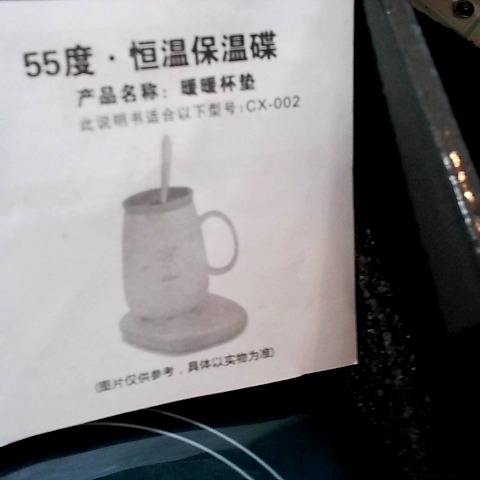 55度·恒温保温碟
产品名称：暖暖杯垫
此说明书适合以下型号：CX-002
(图片仅供参考，具体以实物为准)